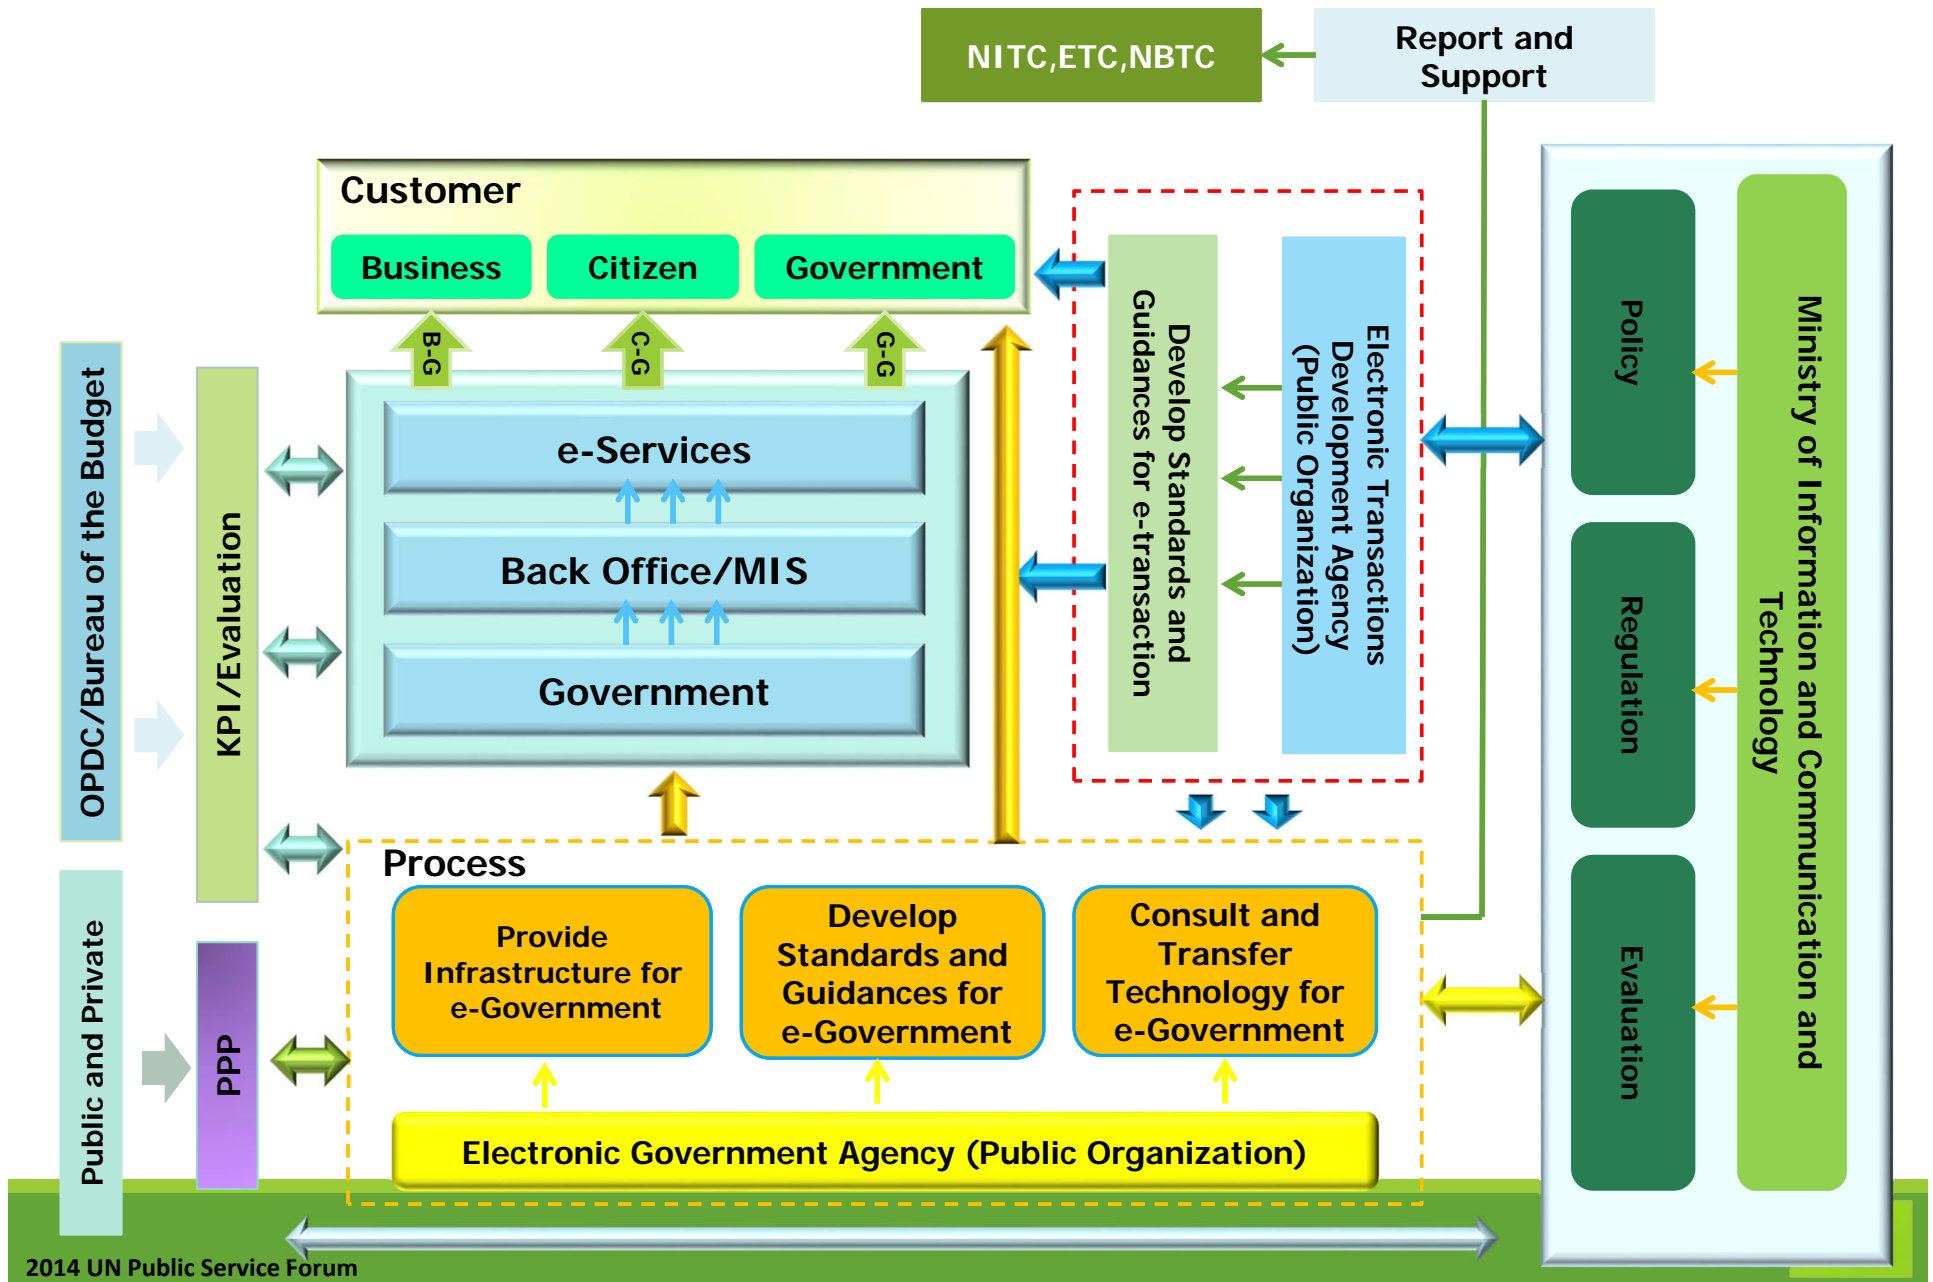 NITC,ETC,NBTC
Report and
Support
Customer
Business
Citizen
Government
B-G
C-G
G-G
e-Services
Back Office/MIS
Government
OPDC/Bureau of the Budget
KPI/Evaluation
Public and Private
PPP
Develop Standards and
Guidances for e-transaction
Electronic Transactions
Development Agency
(Public Organization)
Policy
Regulation
Evaluation
Ministry of Information and Communication and
Technology
Process
Provide
Infrastructure for
e-Government
Develop
Standards and
Guidances for
e-Government
Consult and
Transfer
Technology for
e-Government
Electronic Government Agency (Public Organization)
2014 UN Public Service Forum